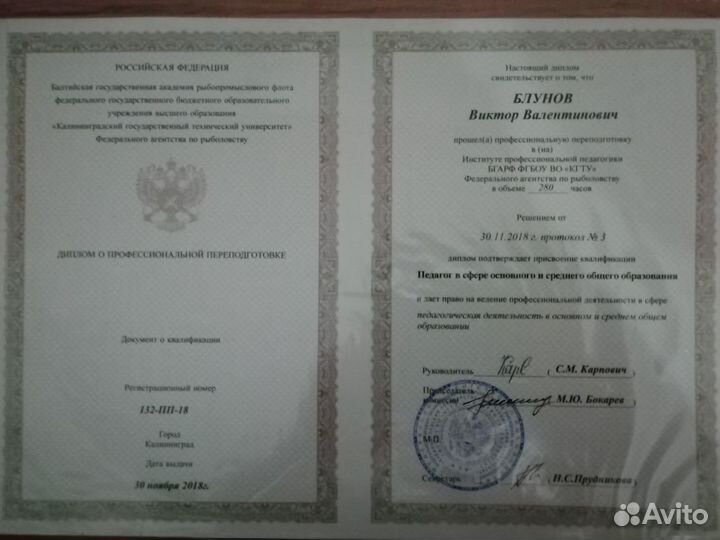 РОССИЙСКАЯ ФЕДЕРАЦИЯ
Балтийская государственная академия рыбопромыслового флота
федерального государственного бюджетного образовательного
учреждения высшего образования
«Калининградский государственный технический университет»
Федерального агентства по рыболовству
ДИПЛОМ О ПРОФЕССИОНАЛЬНОЙ ПЕРЕПОДГОТОВКЕ
Документ о квалификации
Регистрационный номер
132-ПП-18
Город
Калининград
Дата выдачи
30 ноября 2018г.
Настоящий диплом
свидетельствует о том, что
БЛУНОВ
Виктор Валентинович
прошел(а) профессиональную переподготовку
в (на)
Институте профессиональной педагогики
БГАРФ ФГБОУ ВО «КГТУ»
Федерального агентства по рыболовству
в объеме 280 часов
Решением от
30.11.2018 г. протокол № 3
диплом подтверждает присвоение квалификации
Педагог в сфере основного и среднего общего образования
и дает право на ведение профессиональной деятельности в сфере
педагогическая деятельность в основном и среднем общем
образовании
Руководитель ( С.М. Карпович )
Председатель
комиссии ( М.Ю. Бокарев )
М.П.
Секретарь ( Н.С.Прудникова )
Avito